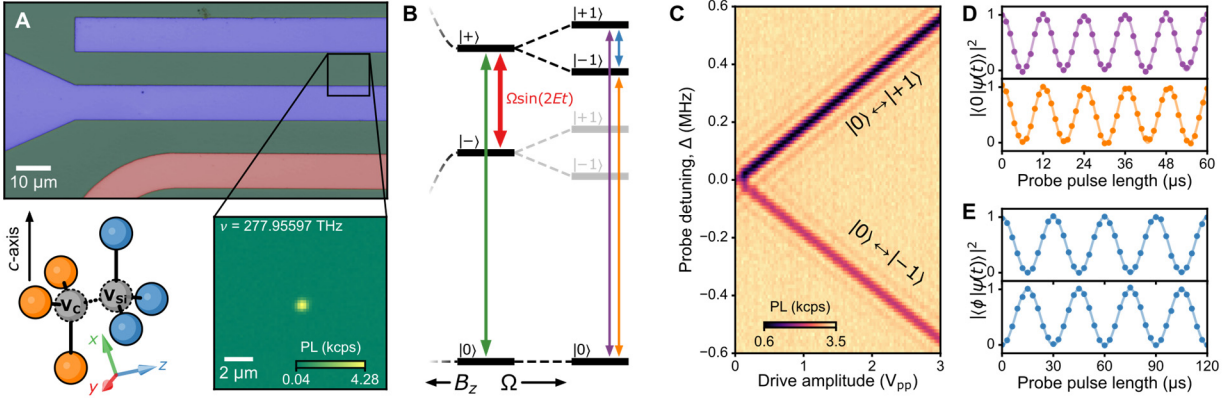 A
10 μm
c-axis
V_C
V_Si
x
y
z
ν = 277.95597 THz
2 μm
PL (kcps)
0.04 4.28
B
|+⟩
|−⟩
|0⟩
Ωsin(2Et)
|+1⟩
|−1⟩
|+1⟩
|−1⟩
|0⟩
B_z Ω
C
Probe detuning, Δ (MHz)
0.6
0.4
0.2
0.0
−0.2
−0.4
−0.6
|0⟩↔|+1⟩
|0⟩↔|−1⟩
PL (kcps)
0.6 3.5
0 1 2 3
Drive amplitude (V_pp)
D
|⟨0|ψ(t)⟩|²
1
0
1
0
0 12 24 36 48 60
Probe pulse length (μs)
E
|⟨ϕ|ψ(t)⟩|²
1
0
1
0
0 30 60 90 120
Probe pulse length (μs)